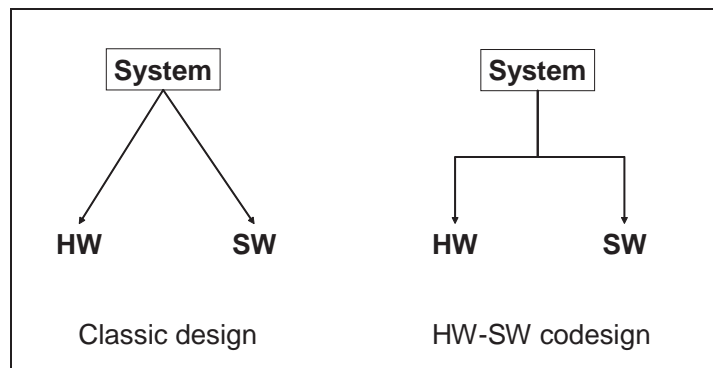 System
HW
SW
Classic design
System
HW
SW
HW-SW codesign